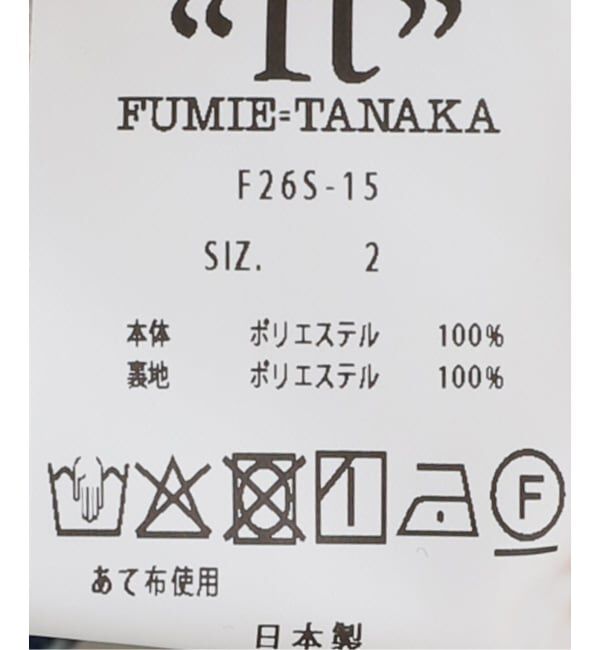 “ft”
FUMIE=TANAKA
F26S-15
SIZ. 2
本体 ポリエステル 100%
裏地 ポリエステル 100%
F
あて布使用
日本製